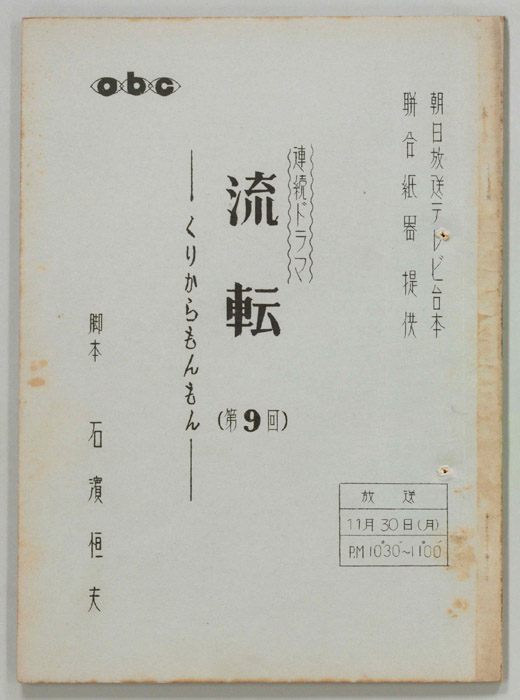 朝日放送テレビ台本
聯合紙器提供
連続ドラマ
流転
(第9回)
―くりからもんもん―
脚本 石濱恒夫
abc
放送
11月30日(月)
P.M 10°30′~11°00′